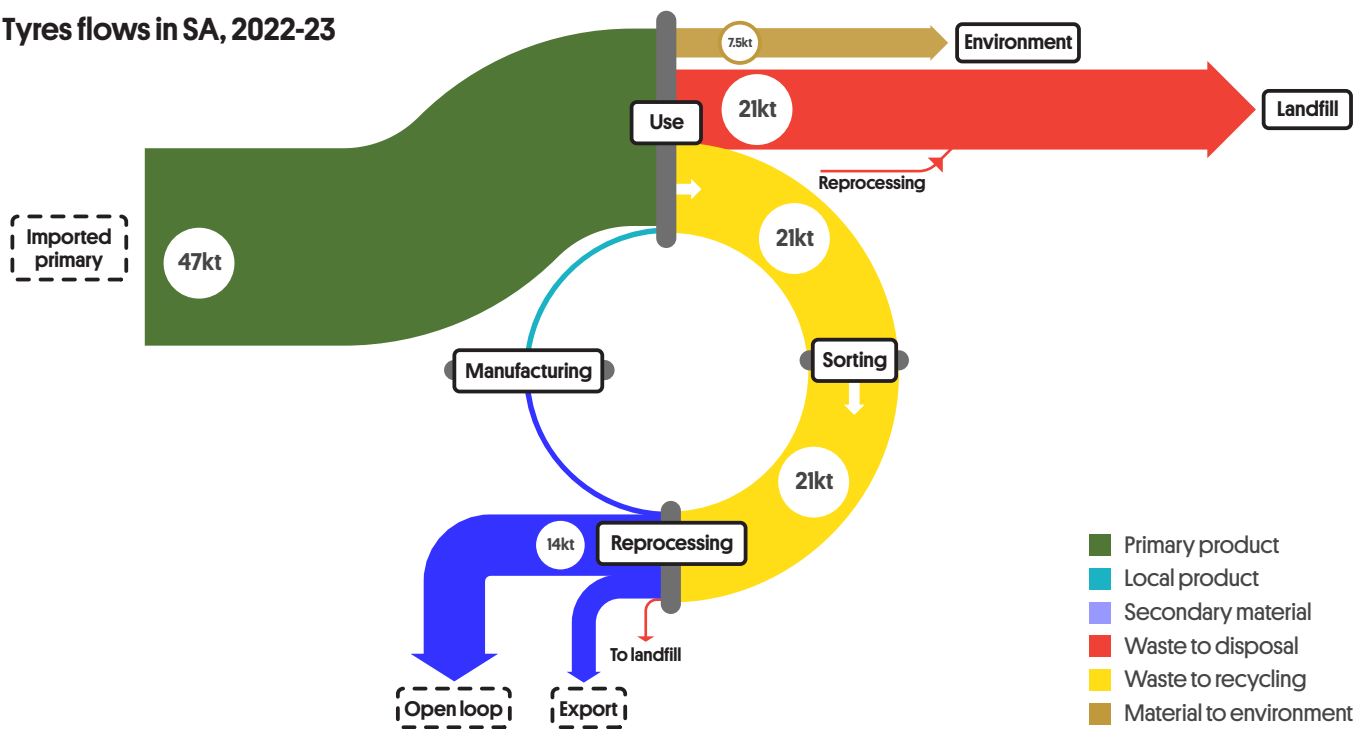 Tyres flows in SA, 2022-23
7.5kt
Environment
Use
21kt
Landfill
Reprocessing
Imported
primary
47kt
21kt
Manufacturing
Sorting
21kt
14kt
Reprocessing
To landfill
Open loop
Export
Primary product
Local product
Secondary material
Waste to disposal
Waste to recycling
Material to environment